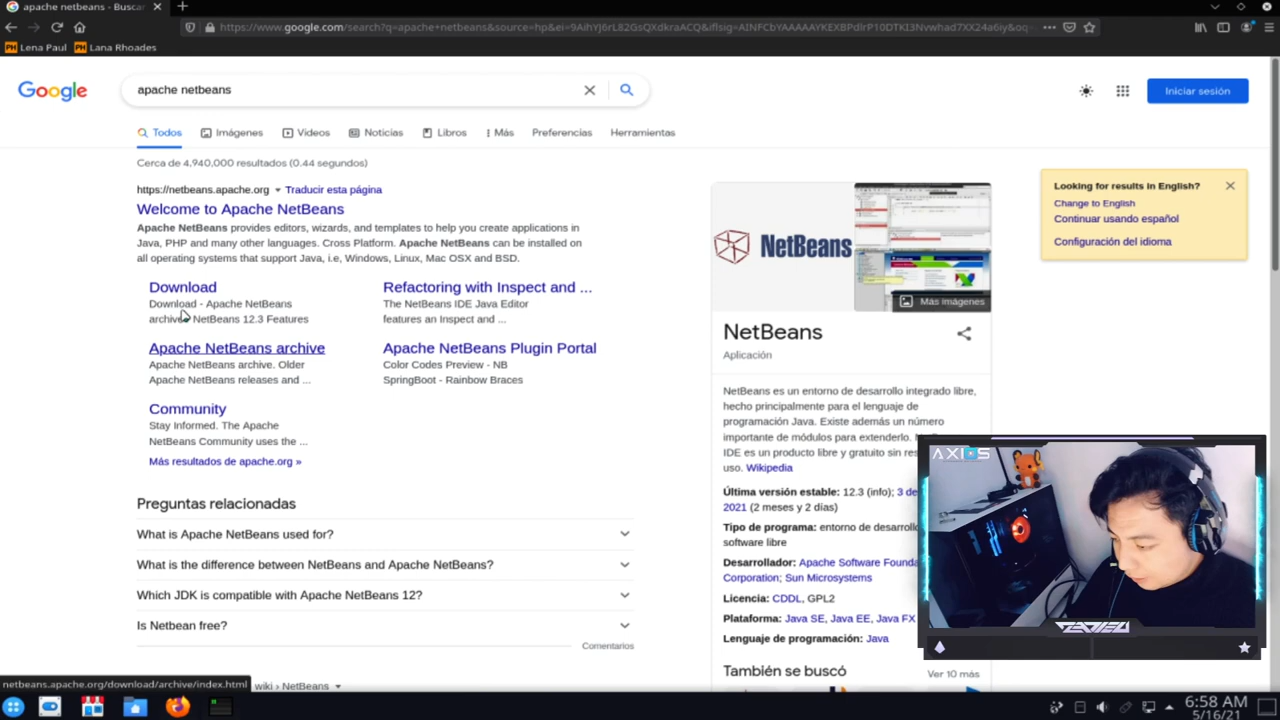 apache netbeans - Buscar
https://www.google.com/search?q=apache+netbeans&source=hp&ei=
Lena Paul
Lana Rhoades
Google
apache netbeans
Iniciar sesión
Todos
Imágenes
Videos
Noticias
Libros
Más
Preferencias
Herramientas
Cerca de 4,940,000 resultados (0.44 segundos)
https://netbeans.apache.org
Traducir esta página
Welcome to Apache NetBeans
Apache NetBeans provides editors, wizards, and templates to help you create applications in
Java, PHP and many other languages. Cross Platform. Apache NetBeans can be installed on
all operating systems that support Java, i.e, Windows, Linux, Mac OSX and BSD.
Download
Download - Apache NetBeans
archive NetBeans 12.3 Features
Refactoring with Inspect and ...
The NetBeans IDE Java Editor
features an Inspect and ...
Apache NetBeans archive
Apache NetBeans archive. Older
Apache NetBeans releases and ...
Apache NetBeans Plugin Portal
Color Codes Preview - NB
SpringBoot - Rainbow Braces
Community
Stay Informed. The Apache
NetBeans Community uses the ...
Más resultados de apache.org »
Preguntas relacionadas
What is Apache NetBeans used for?
What is the difference between NetBeans and Apache NetBeans?
Which JDK is compatible with Apache NetBeans 12?
Is Netbean free?
Comentarios
wiki › NetBeans
netbeans.apache.org/download/archive/index.html
NetBeans
Más imágenes
NetBeans
Aplicación
NetBeans es un entorno de desarrollo integrado libre,
hecho principalmente para el lenguaje de
programación Java. Existe además un número
importante de módulos para extenderlo.
IDE es un producto libre y gratuito sin
uso. Wikipedia
Última versión estable: 12.3 (info); 3 de
2021 (2 meses y 2 días)
Tipo de programa: entorno de desarrollo
software libre
Desarrollador: Apache Software
Corporation; Sun Microsystems
Licencia: CDDL, GPL2
Plataforma: Java SE, Java EE, Java FX
Lenguaje de programación: Java
También se buscó
Ver 10 más
Looking for results in English?
Change to English
Continuar usando español
Configuración del idioma
6:58 AM
5/16/21